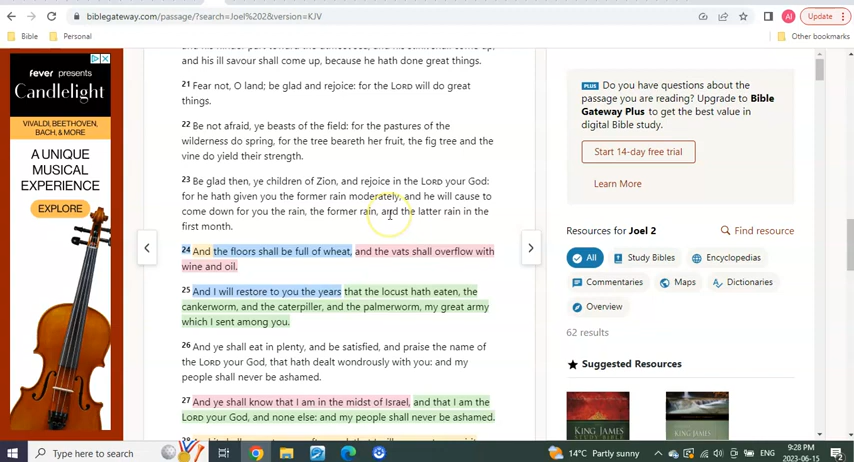 biblegateway.com/passage/?search=Joel%202&version=KJV
AI
Update
Bible
Personal
Other bookmarks
and his ill savour shall come up, because he hath done great things.
21 Fear not, O land; be glad and rejoice: for the LORD will do great
things.
22 Be not afraid, ye beasts of the field: for the pastures of the
wilderness do spring, for the tree beareth her fruit, the fig tree and the
vine do yield their strength.
23 Be glad then, ye children of Zion, and rejoice in the LORD your God:
for he hath given you the former rain moderately, and he will cause to
come down for you the rain, the former rain, and the latter rain in the
first month.
24 And the floors shall be full of wheat, and the vats shall overflow with
wine and oil.
25 And I will restore to you the years that the locust hath eaten, the
cankerworm, and the caterpiller, and the palmerworm, my great army
which I sent among you.
26 And ye shall eat in plenty, and be satisfied, and praise the name of
the LORD your God, that hath dealt wondrously with you: and my
people shall never be ashamed.
27 And ye shall know that I am in the midst of Israel, and that I am the
LORD your God, and none else: and my people shall never be ashamed.
fever presents
Candlelight
VIVALDI, BEETHOVEN,
BACH, & MORE
A UNIQUE
MUSICAL
EXPERIENCE
EXPLORE
PLUS Do you have questions about the
passage you are reading? Upgrade to Bible
Gateway Plus to get the best value in
digital Bible study.
Start 14-day free trial
Learn More
Resources for Joel 2
Find resource
All
Study Bibles
Encyclopedias
Commentaries
Maps
Dictionaries
Overview
62 results
Suggested Resources
KING JAMES
KING JAMES
Type here to search
14°C Partly sunny
ENG
9:28 PM
2023-06-15
2